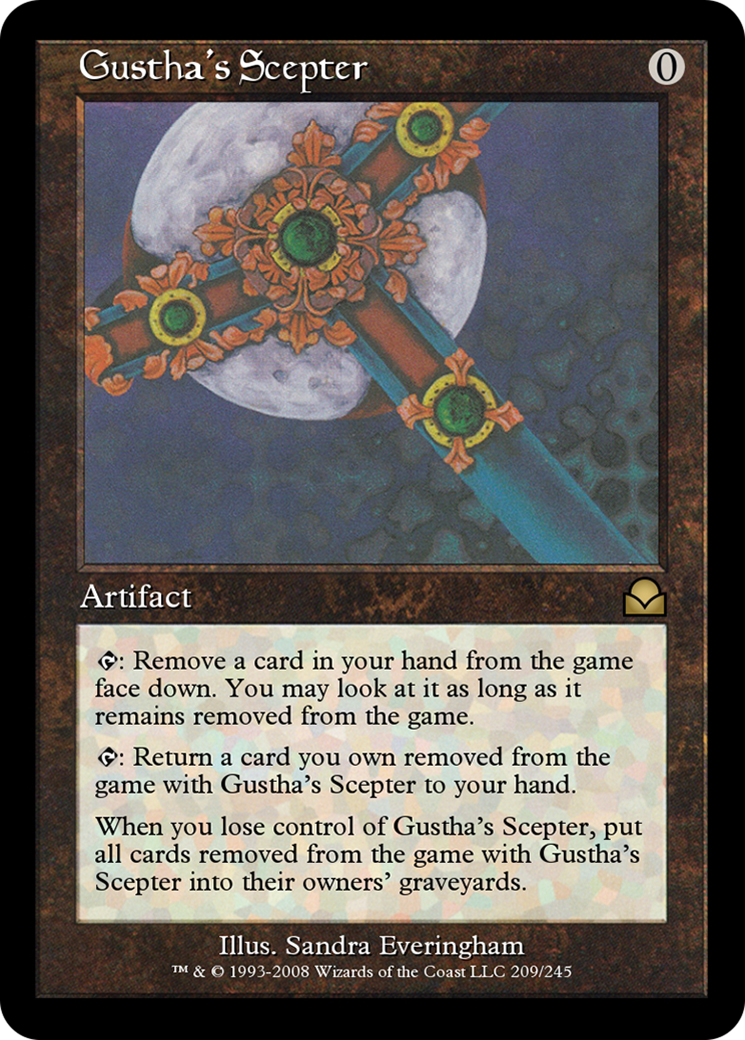 Gustha's Scepter 0
Artifact
: Remove a card in your hand from the game
face down. You may look at it as long as it
remains removed from the game.
: Return a card you own removed from the
game with Gustha's Scepter to your hand.
When you lose control of Gustha's Scepter, put
all cards removed from the game with Gustha's
Scepter into their owners' graveyards.
Illus. Sandra Everingham
™ & © 1993-2008 Wizards of the Coast LLC 209/245